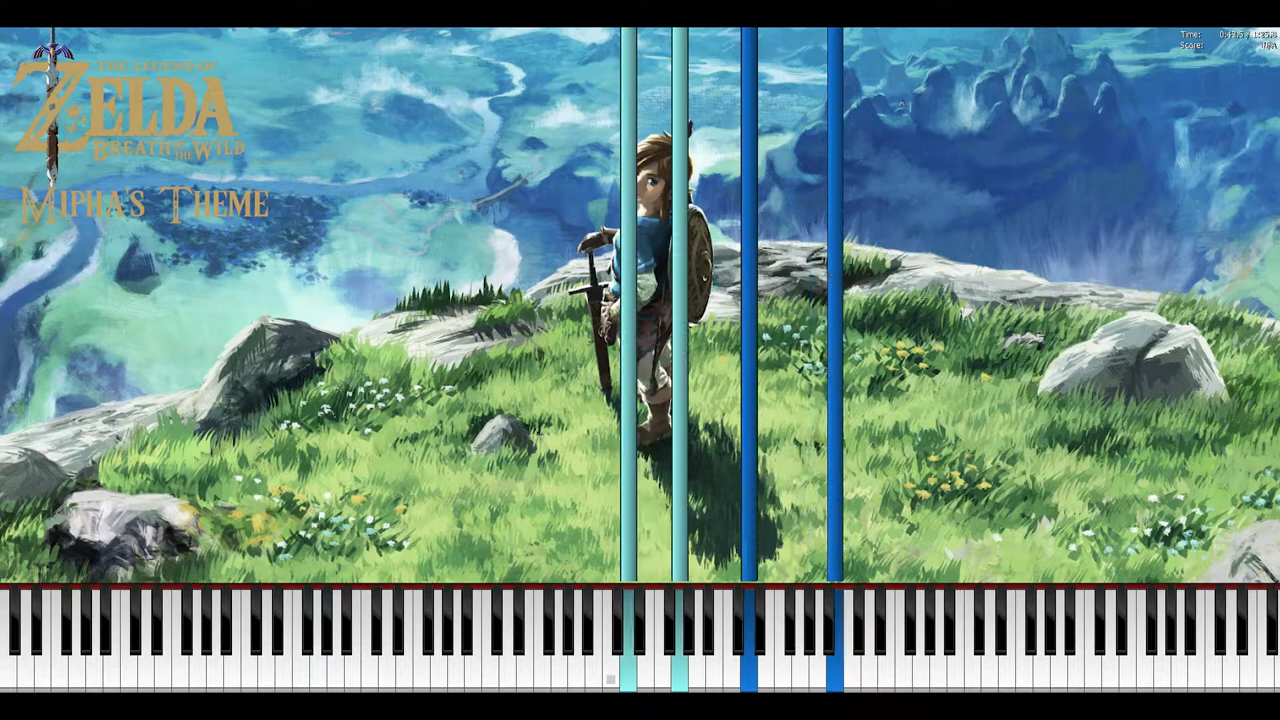 THE LEGEND OF
ZELDA
BREATH OF THE WILD
MIPHA'S THEME
Time:
Score: N/A